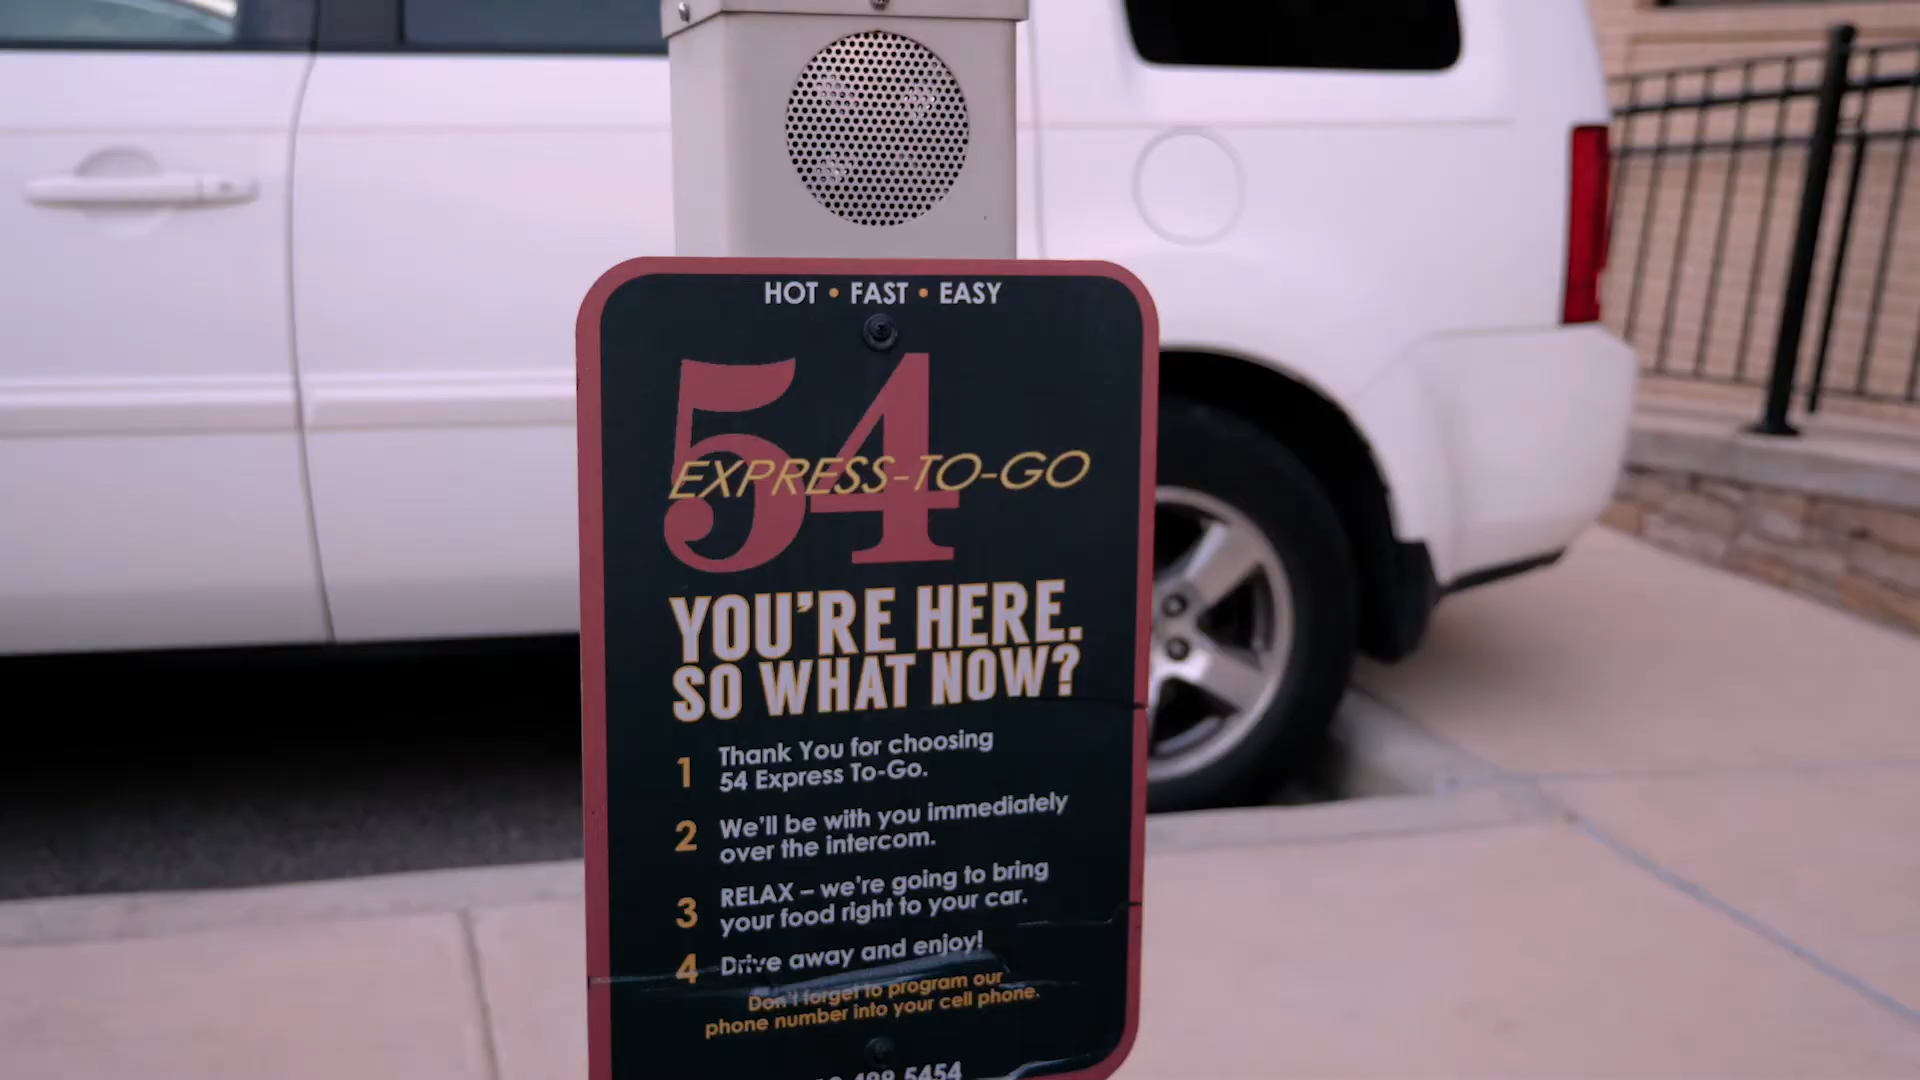 HOT • FAST • EASY
54
EXPRESS-TO-GO
YOU'RE HERE.
SO WHAT NOW?
1 Thank You for choosing
54 Express To-Go.
2 We'll be with you immediately
over the intercom.
3 RELAX – we're going to bring
your food right to your car.
4 Drive away and enjoy!
Don't forget to program our
phone number into your cell phone.
5454